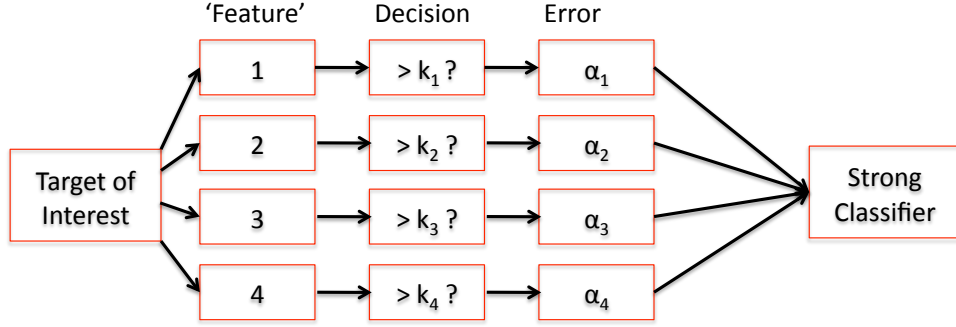 ‘Feature’ Decision Error
1 > k₁ ? α₁
2 > k₂ ? α₂
Target of Interest
Strong Classifier
3 > k₃ ? α₃
4 > k₄ ? α₄